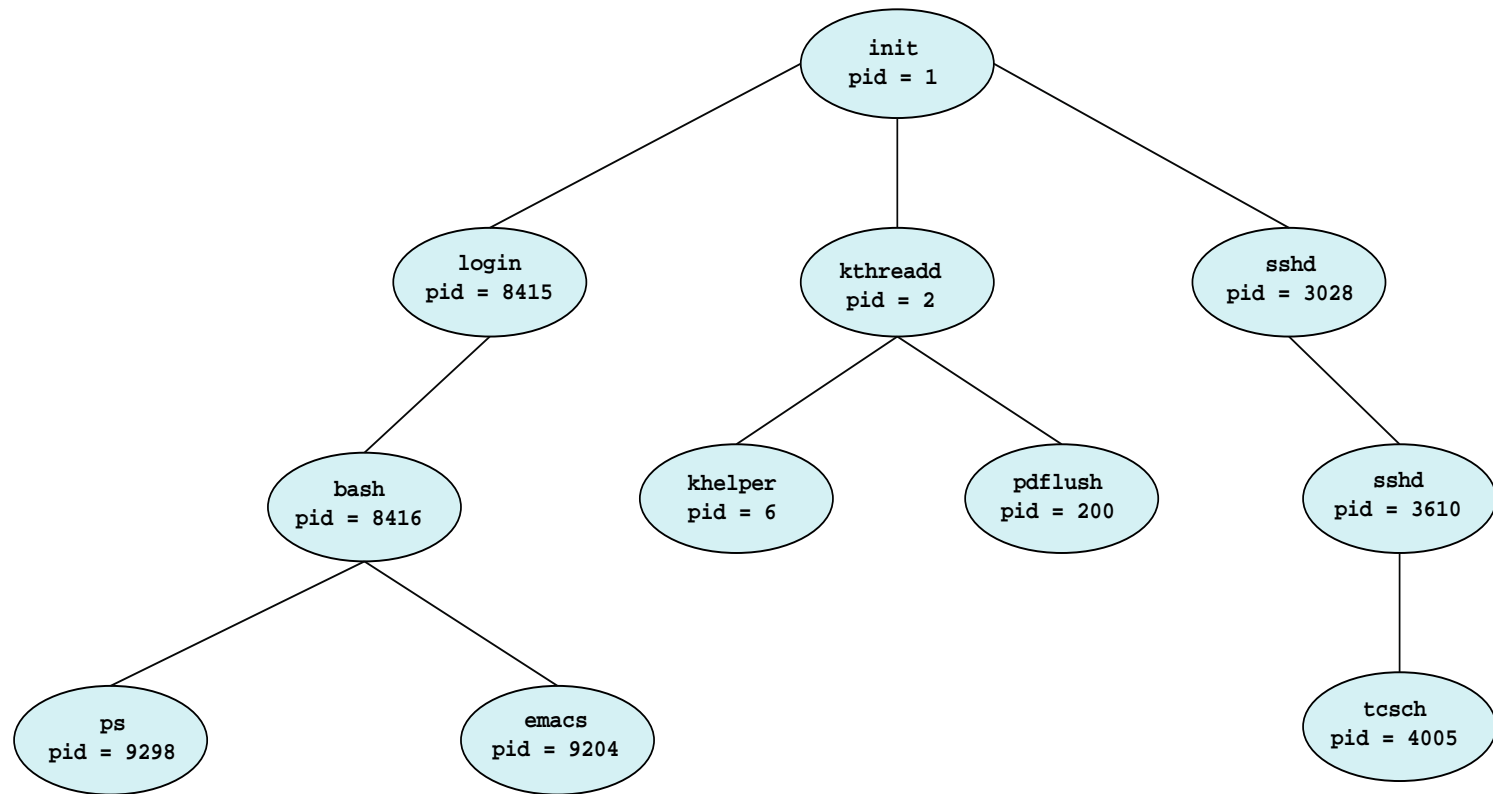 init
pid = 1
login
pid = 8415
kthreadd
pid = 2
sshd
pid = 3028
bash
pid = 8416
khelper
pid = 6
pdflush
pid = 200
sshd
pid = 3610
ps
pid = 9298
emacs
pid = 9204
tcsch
pid = 4005